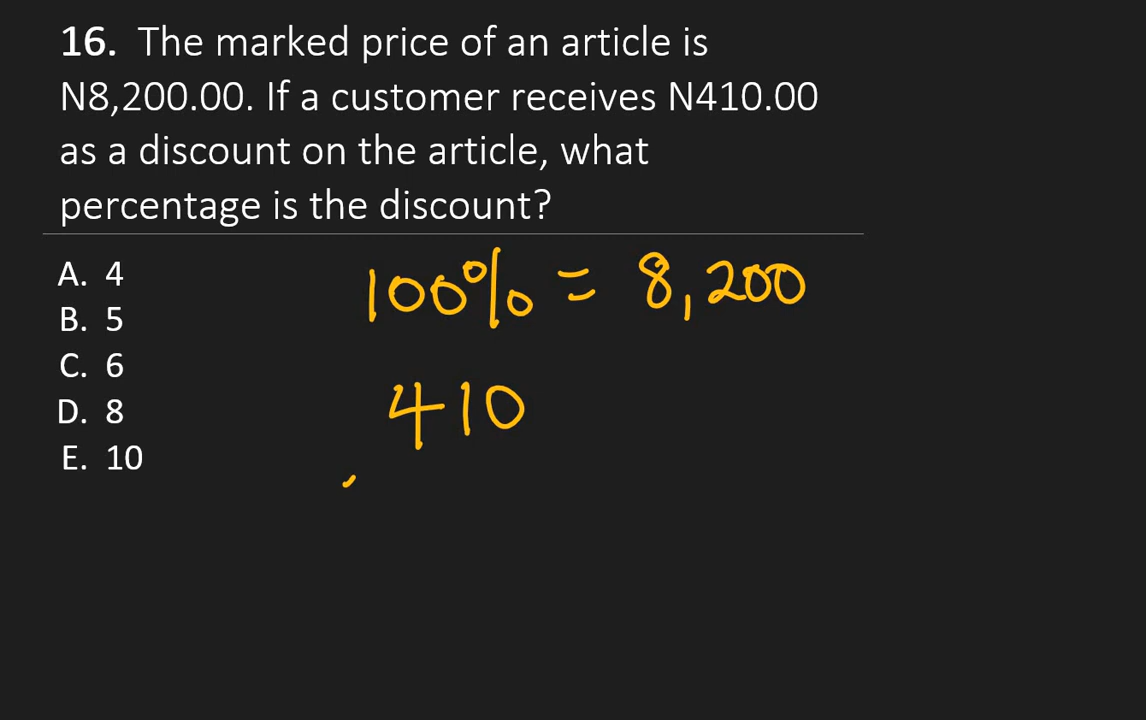 16. The marked price of an article is
N8,200.00. If a customer receives N410.00
as a discount on the article, what
percentage is the discount?
A. 4
B. 5
C. 6
D. 8
E. 10
100% = 8,200
410